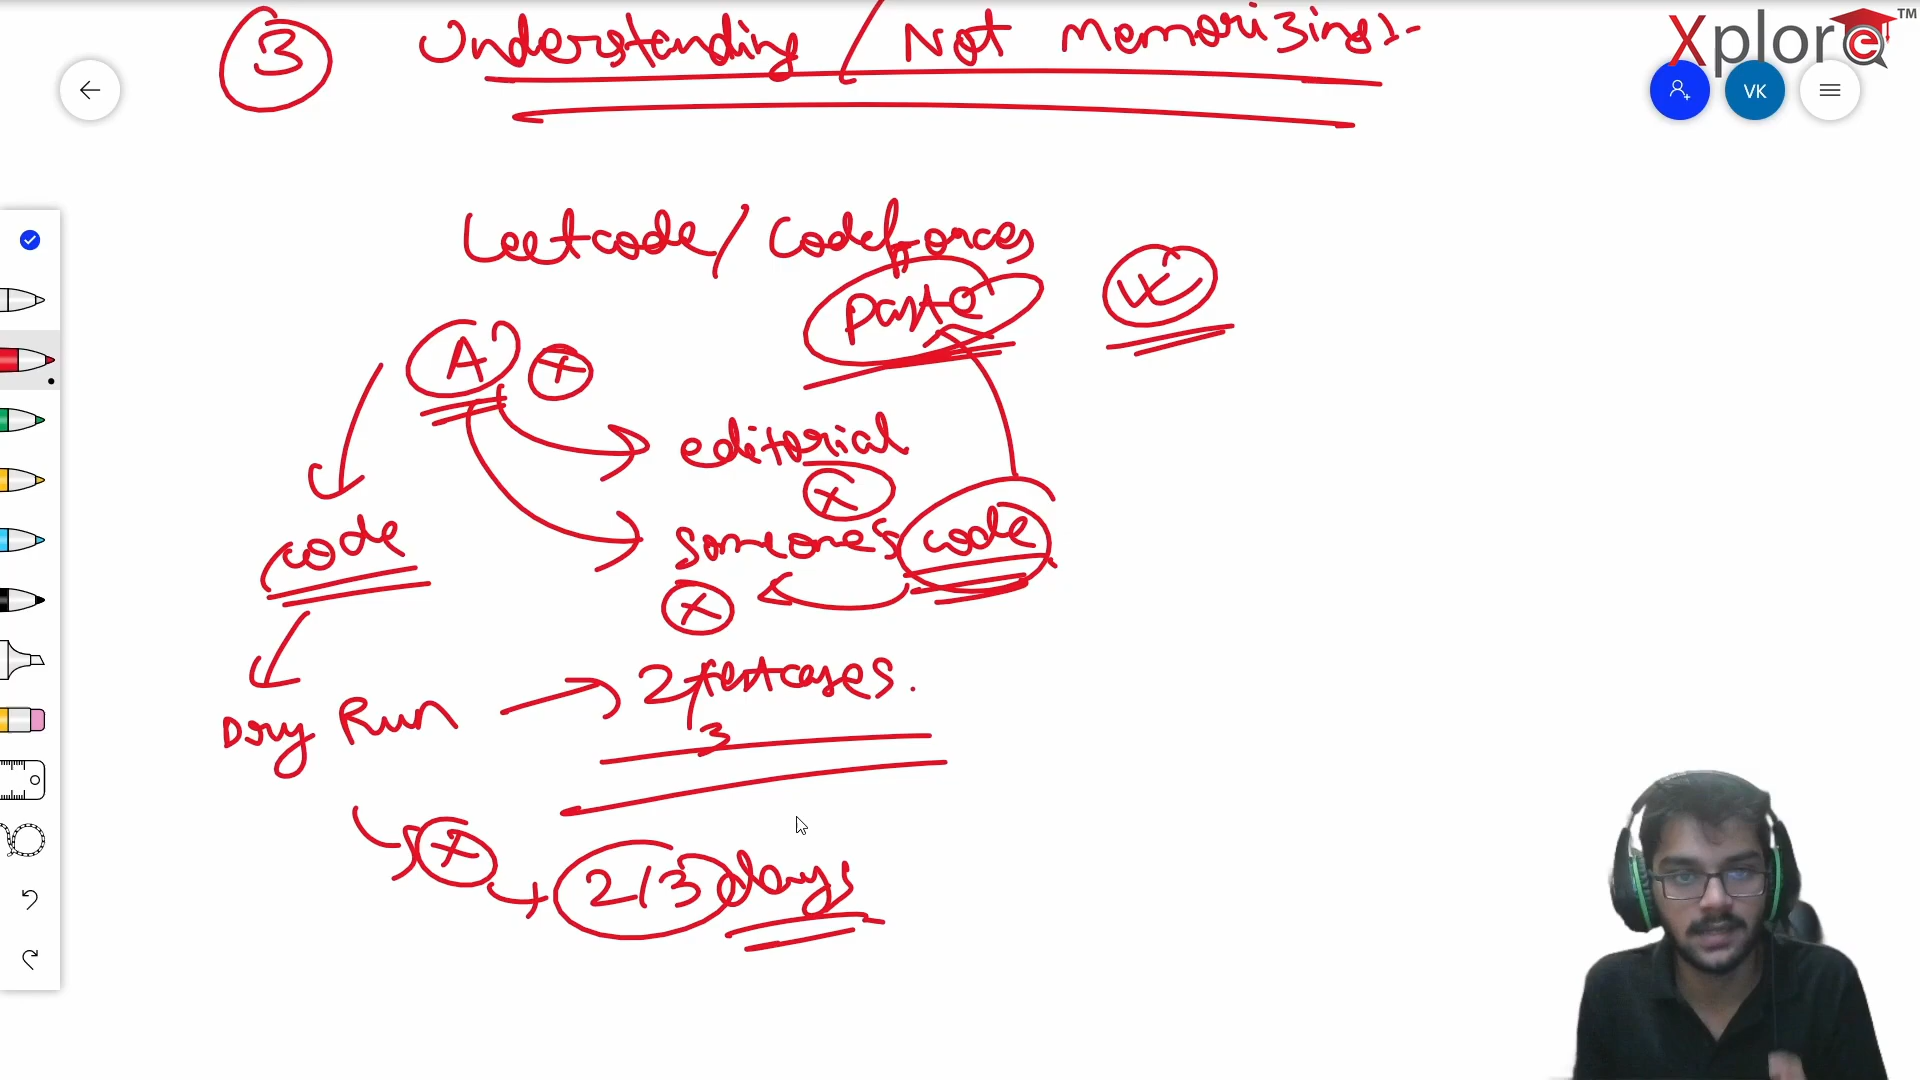 3 Understanding / Not memorizing:-
Xplore TM
VK
Leetcode/ Codeforces
paste
A
editorial
x
code
someone's code
x
Dry Run → 2/3 testcases.
x
2/3 days